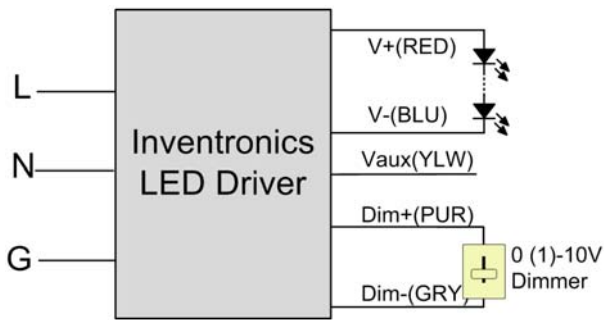 L
N
G
Inventronics
LED Driver
V+(RED)
V-(BLU)
Vaux(YLW)
Dim+(PUR)
Dim-(GRY)
0 (1)-10V
Dimmer